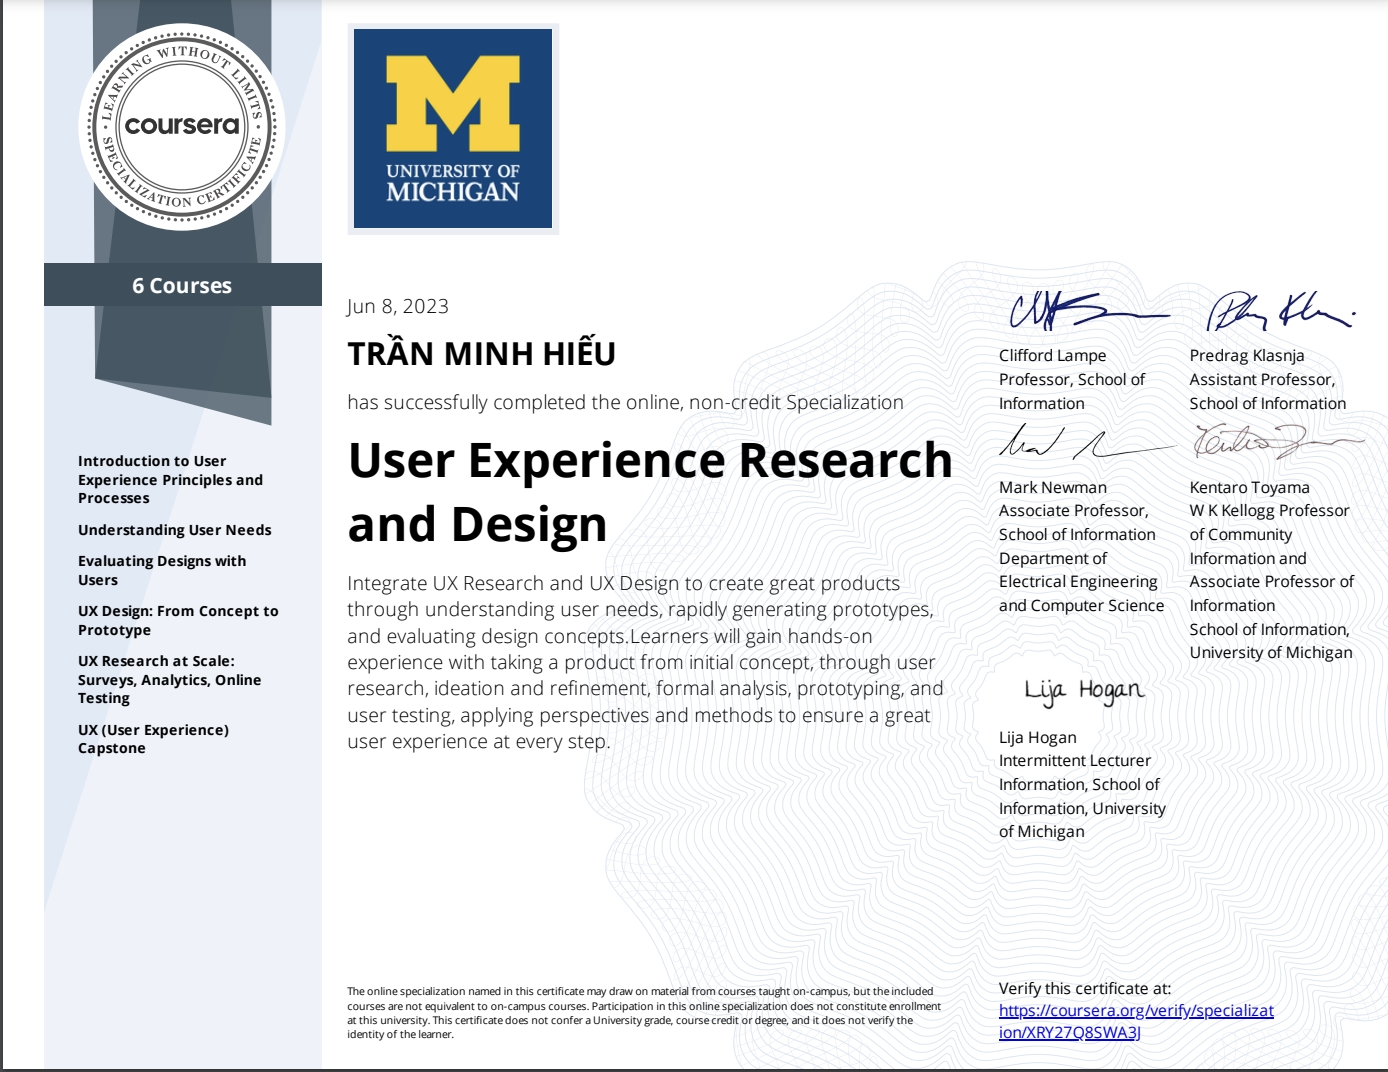 LEARNING WITHOUT LIMITS
coursera
SPECIALIZATION CERTIFICATE
M
UNIVERSITY OF
MICHIGAN
6 Courses
Introduction to User
Experience Principles and
Processes
Understanding User Needs
Evaluating Designs with
Users
UX Design: From Concept to
Prototype
UX Research at Scale:
Surveys, Analytics, Online
Testing
UX (User Experience)
Capstone
Jun 8, 2023
TRẦN MINH HIẾU
has successfully completed the online, non-credit Specialization
User Experience Research
and Design
Integrate UX Research and UX Design to create great products
through understanding user needs, rapidly generating prototypes,
and evaluating design concepts.Learners will gain hands-on
experience with taking a product from initial concept, through user
research, ideation and refinement, formal analysis, prototyping, and
user testing, applying perspectives and methods to ensure a great
user experience at every step.
Clifford Lampe
Professor, School of
Information
Predrag Klasnja
Assistant Professor,
School of Information
Mark Newman
Associate Professor,
School of Information
Department of
Electrical Engineering
and Computer Science
Kentaro Toyama
W K Kellogg Professor
of Community
Information and
Associate Professor of
Information
School of Information,
University of Michigan
Lija Hogan
Lija Hogan
Intermittent Lecturer
Information, School of
Information, University
of Michigan
The online specialization named in this certificate may draw on material from courses taught on-campus, but the included
courses are not equivalent to on-campus courses. Participation in this online specialization does not constitute enrollment
at this university. This certificate does not confer a University grade, course credit or degree, and it does not verify the
identity of the learner.
Verify this certificate at:
https://coursera.org/verify/specializat
ion/XRY27Q8SWA3J